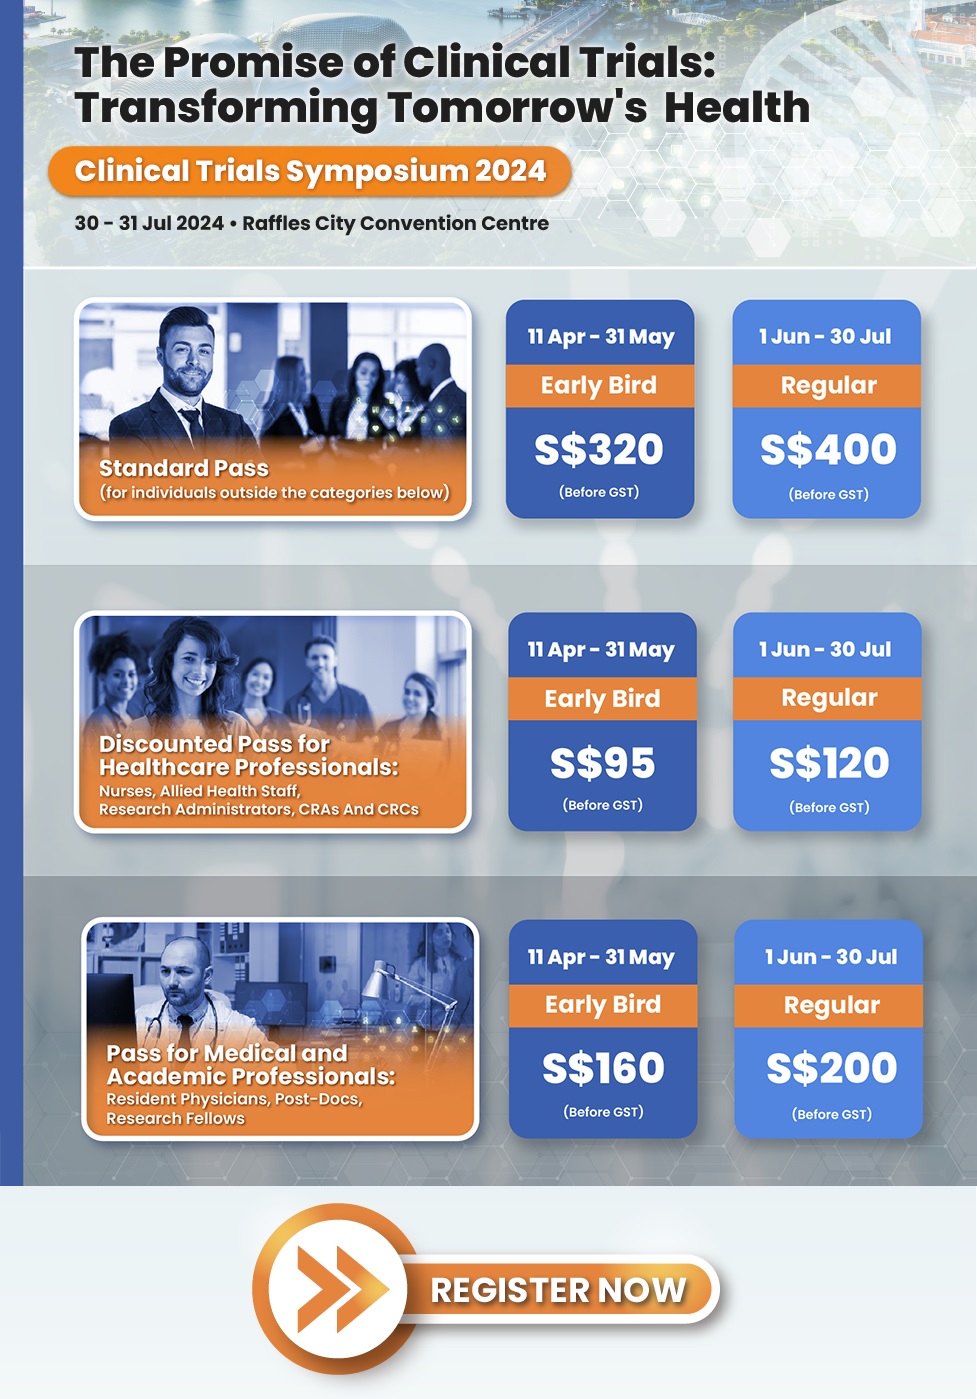 The Promise of Clinical Trials:
Transforming Tomorrow's Health
Clinical Trials Symposium 2024
30 - 31 Jul 2024 • Raffles City Convention Centre
Standard Pass
(for individuals outside the categories below)
11 Apr - 31 May
Early Bird
S$320
(Before GST)
1 Jun - 30 Jul
Regular
S$400
(Before GST)
Discounted Pass for
Healthcare Professionals:
Nurses, Allied Health Staff,
Research Administrators, CRAs And CRCs
11 Apr - 31 May
Early Bird
S$95
(Before GST)
1 Jun - 30 Jul
Regular
S$120
(Before GST)
Pass for Medical and
Academic Professionals:
Resident Physicians, Post-Docs,
Research Fellows
11 Apr - 31 May
Early Bird
S$160
(Before GST)
1 Jun - 30 Jul
Regular
S$200
(Before GST)
REGISTER NOW